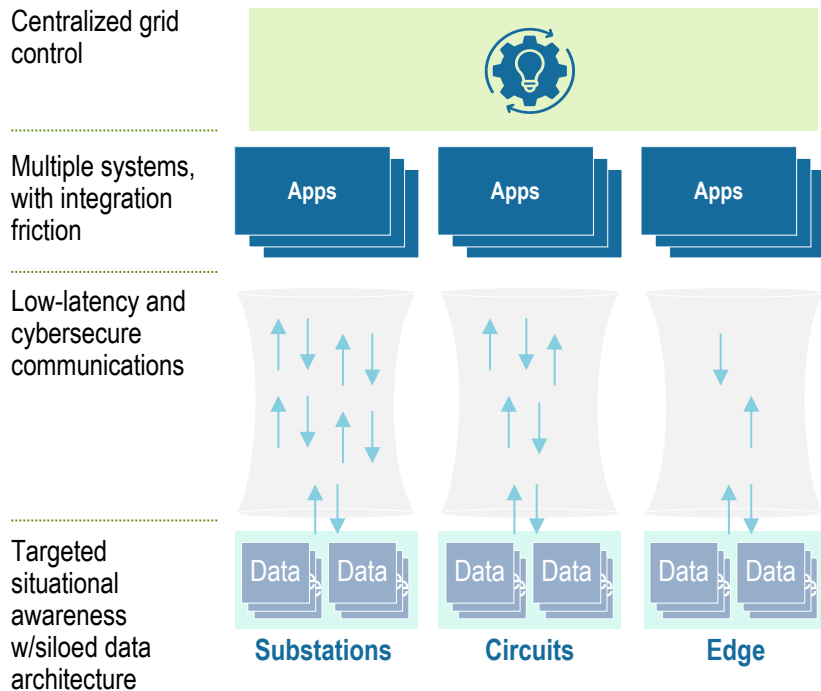 Centralized grid
control
Multiple systems,
with integration
friction
Apps
Apps
Apps
Low-latency and
cybersecure
communications
Targeted
situational
awareness
w/siloed data
architecture
Data
Data
Data
Data
Data
Data
Substations
Circuits
Edge